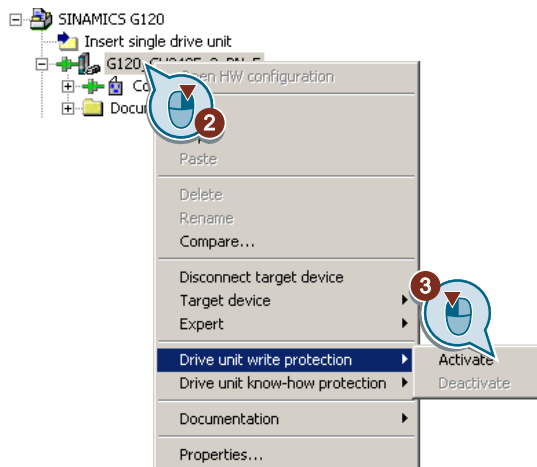 SINAMICS G120
Insert single drive unit
G120
Open HW configuration
2
Paste
Delete
Rename
Compare...
Disconnect target device
Target device
3
Expert
Drive unit write protection
Activate
Drive unit know-how protection
Deactivate
Documentation
Properties...